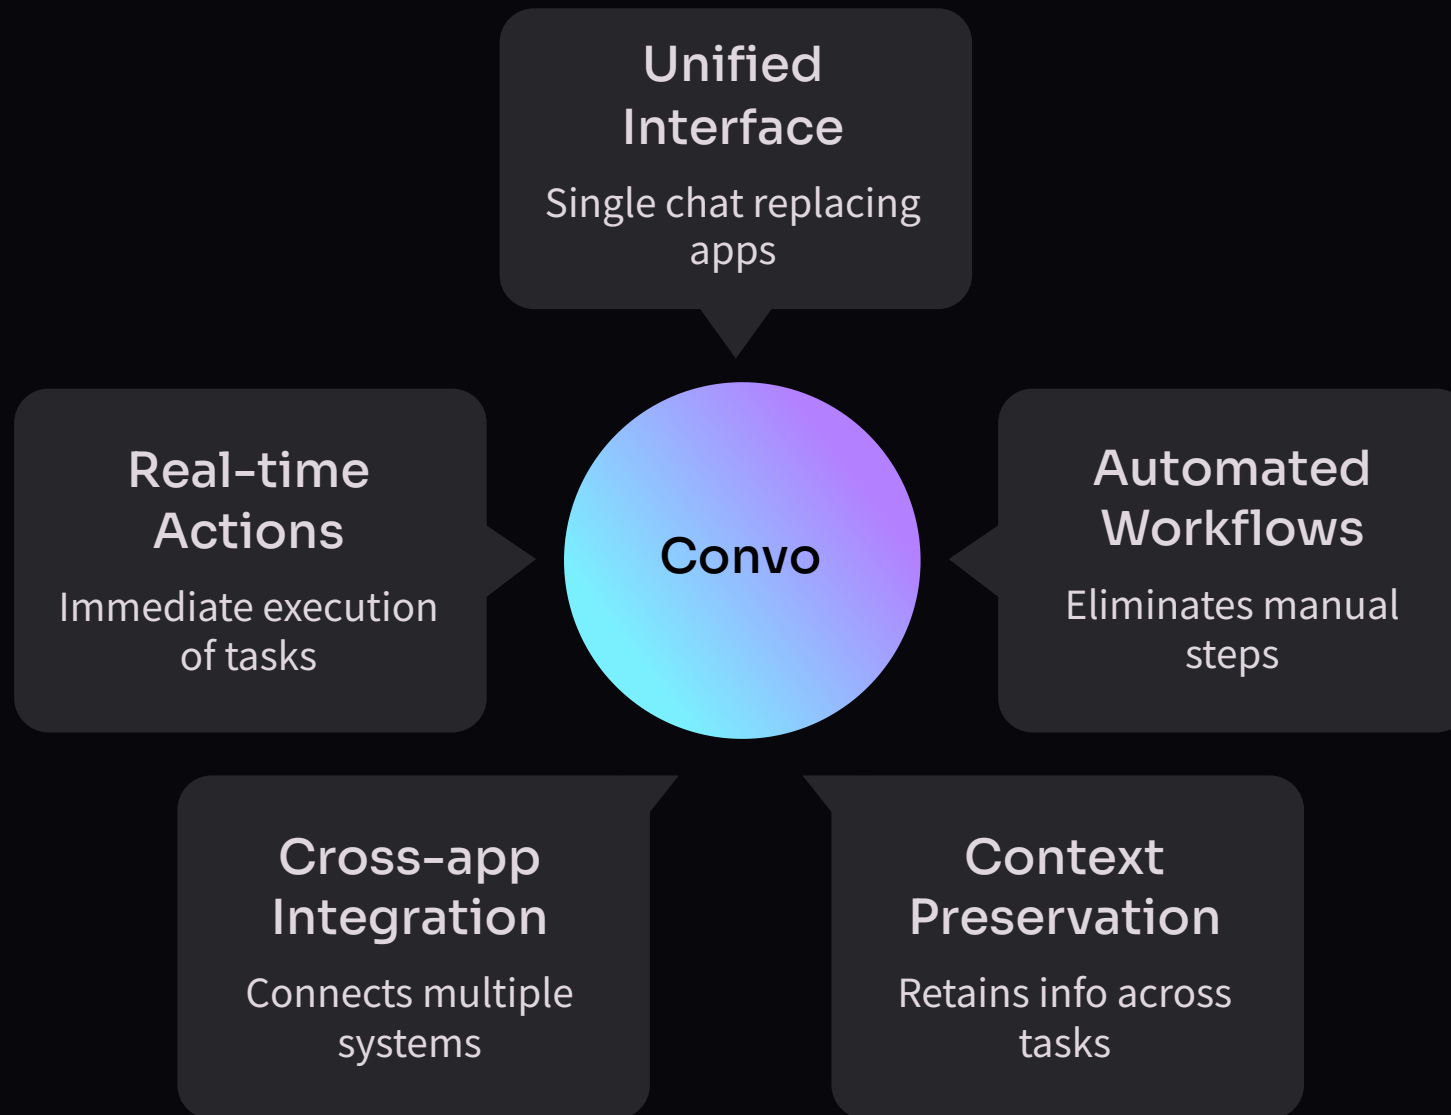 Unified
Interface
Single chat replacing
apps
Real-time
Actions
Immediate execution
of tasks
Convo
Automated
Workflows
Eliminates manual
steps
Cross-app
Integration
Connects multiple
systems
Context
Preservation
Retains info across
tasks